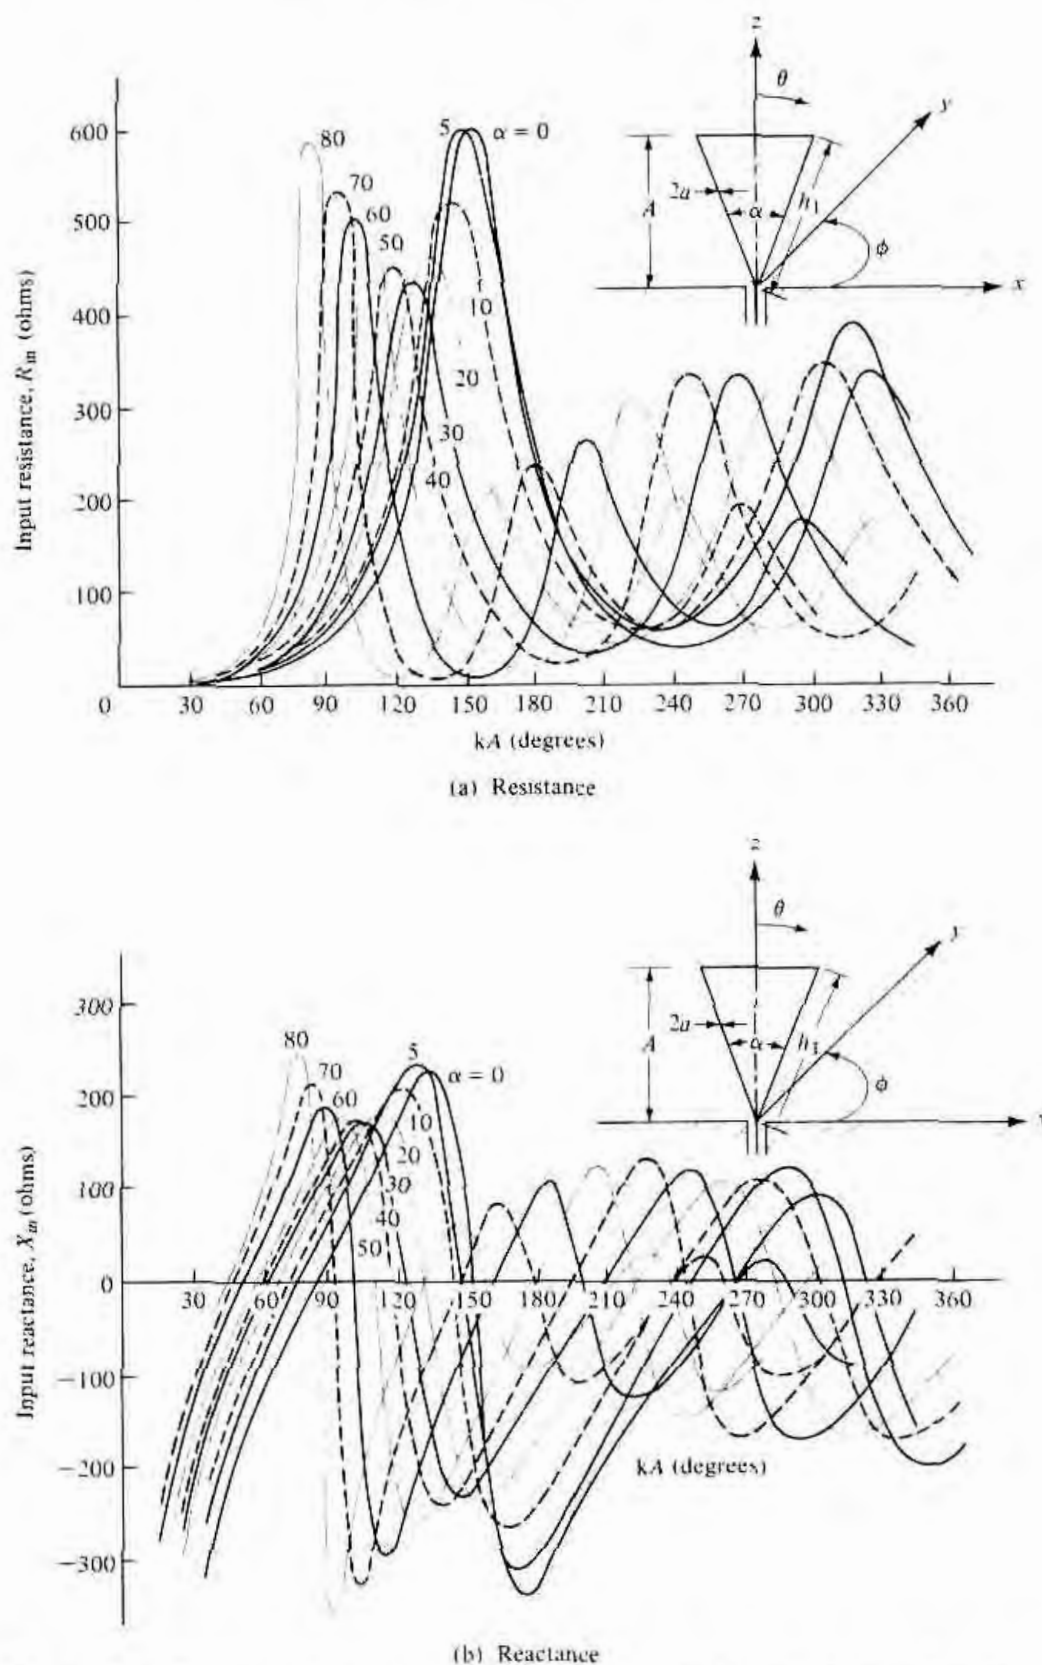 z
θ
y
600
80
5
α = 0
70
2a
A
α
h₁
500
60
50
ϕ
10
x
400
20
300
30
40
200
100
Input resistance, R_in (ohms)
0
30
60
90
120
150
180
210
240
270
300
330
360
kA (degrees)
(a) Resistance
z
θ
y
300
80
5
α = 0
70
60
2a
A
α
h₁
ϕ
200
10
20
30
40
50
100
0
30
60
90
120
150
180
210
240
270
300
330
360
−100
kA (degrees)
−200
−300
Input reactance, X_in (ohms)
(b) Reactance